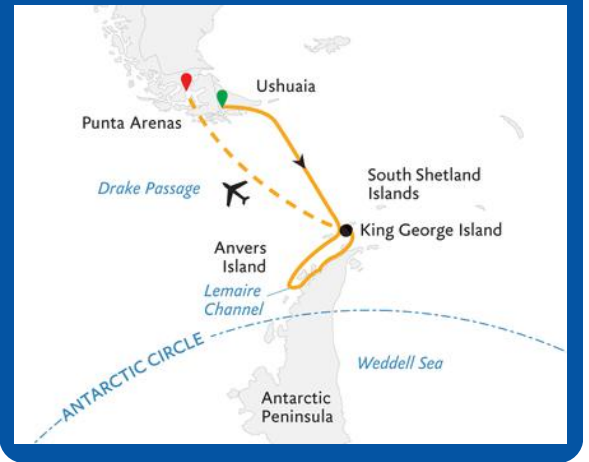 Ushuaia
Punta Arenas
Drake Passage
South Shetland
Islands
King George Island
Anvers
Island
Lemaire
Channel
ANTARCTIC CIRCLE
Weddell Sea
Antarctic
Peninsula